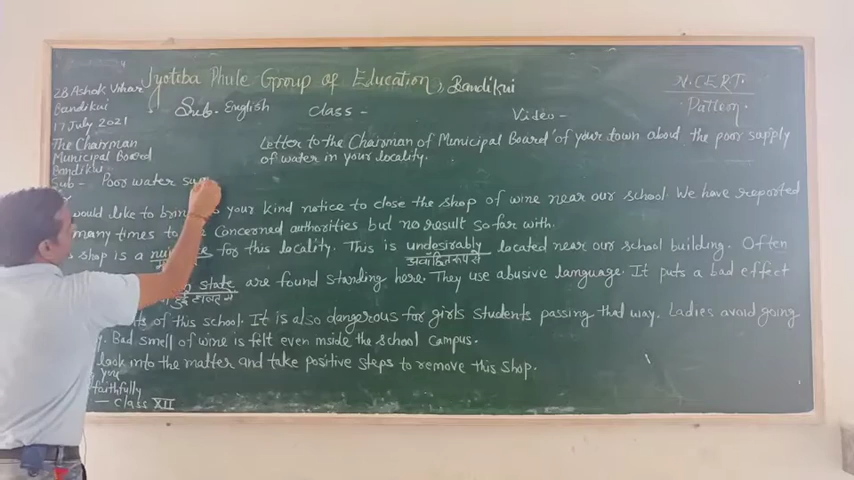 Jyotoba Phule Group of Education, Bandikui
N.C.E.R.T.
Pattern
28 Ashok Vihar
Bandikui
17 July 2021
Sub. English Class - Video -
The Chairman
Municipal Board
Bandikui
Letter to the Chairman of Municipal Board of your town about the poor supply
of water in your locality.
Sub - Poor water
would like to your kind notice to close the shop of wine near our school. We have reported
many times to concerned authorities but no result so far with.
shop is a for this locality. This is undesirably located near our school building. Often
अवांछित रूप से
state are found standing here. They use abusive language. It puts a bad effect
of this school. It is also dangerous for girls students passing that way. Ladies avoid going
Bad smell of wine is felt even inside the school campus.
look into the matter and take positive steps to remove this shop.
you
faithfully
— Class XII